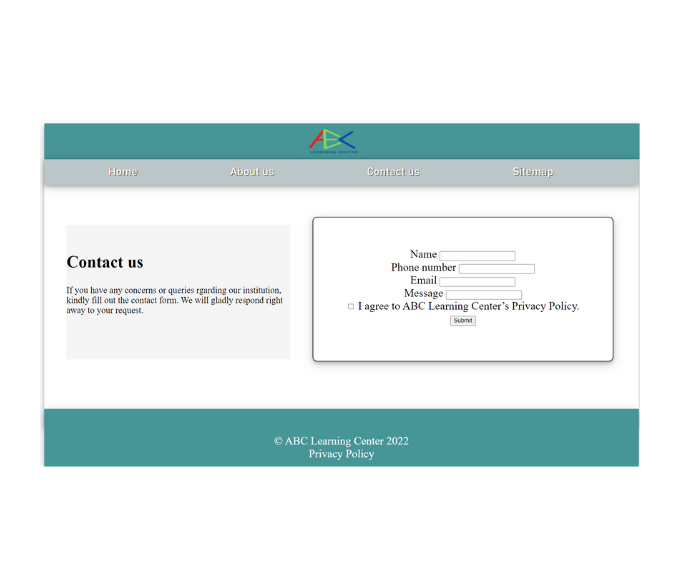 ABC
LEARNING CENTER
Home About us Contact us Sitemap
Contact us
If you have any concerns or queries rgarding our institution,
kindly fill out the contact form. We will gladly respond right
away to your request.
Name
Phone number
Email
Message
I agree to ABC Learning Center's Privacy Policy.
Submit
© ABC Learning Center 2022
Privacy Policy